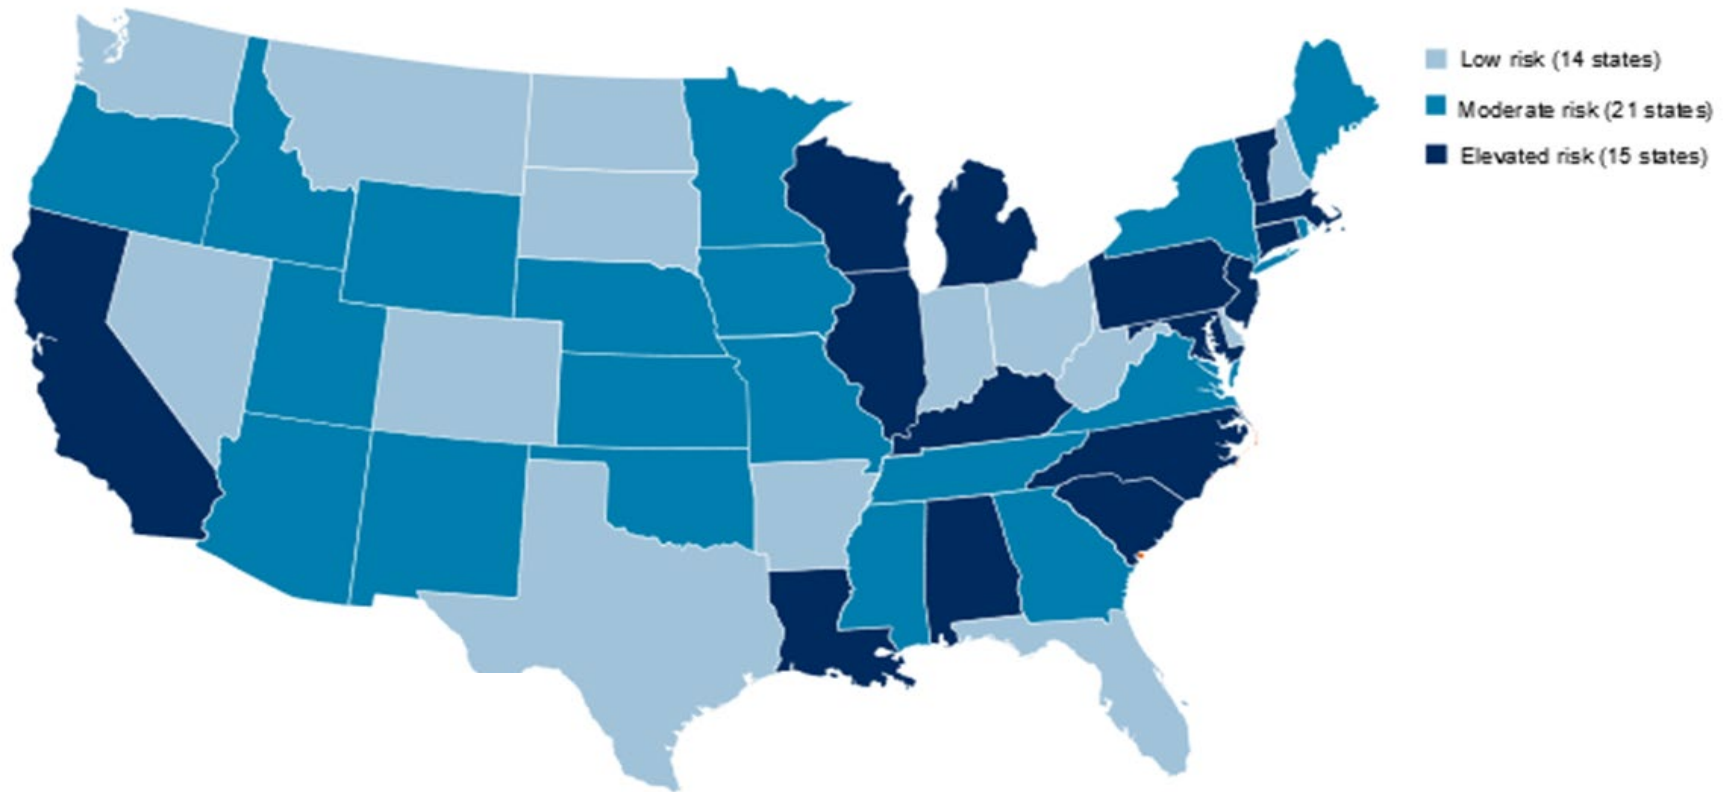 Low risk (14 states)
Moderate risk (21 states)
Elevated risk (15 states)